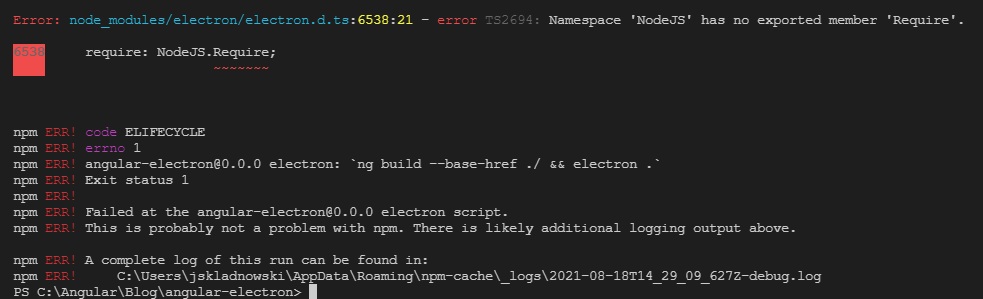 Error: node_modules/electron/electron.d.ts:6538:21 - error TS2694: Namespace 'NodeJS' has no exported member 'Require'.
6538     require: NodeJS.Require;
~~~~~~~
npm ERR! code ELIFECYCLE
npm ERR! errno 1
npm ERR! angular-electron@0.0.0 electron: `ng build --base-href ./ && electron .`
npm ERR! Exit status 1
npm ERR!
npm ERR! Failed at the angular-electron@0.0.0 electron script.
npm ERR! This is probably not a problem with npm. There is likely additional logging output above.
npm ERR! A complete log of this run can be found in:
npm ERR!     C:\Users\jskladnowski\AppData\Roaming\npm-cache\_logs\2021-08-18T14_29_09_627Z-debug.log
PS C:\Angular\Blog\angular-electron>